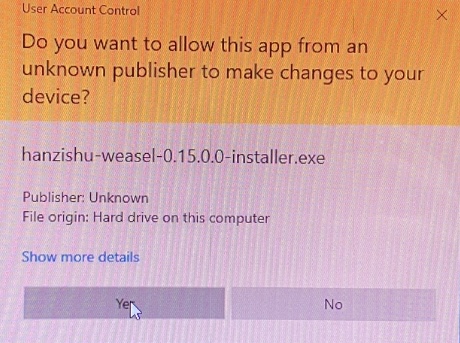 User Account Control
Do you want to allow this app from an
unknown publisher to make changes to your
device?
hanzishu-weasel-0.15.0.0-installer.exe
Publisher: Unknown
File origin: Hard drive on this computer
Show more details
Yes
No